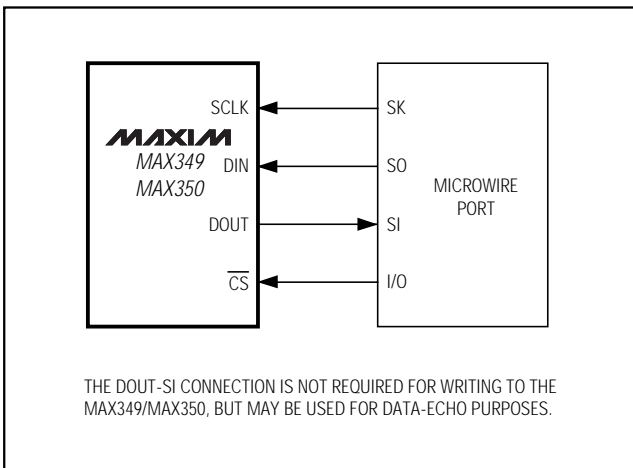 SCLK
SK
MAXIM
MAX349
DIN
SO
MAX350
MICROWIRE
PORT
DOUT
SI
CS
I/O
THE DOUT-SI CONNECTION IS NOT REQUIRED FOR WRITING TO THE
MAX349/MAX350, BUT MAY BE USED FOR DATA-ECHO PURPOSES.